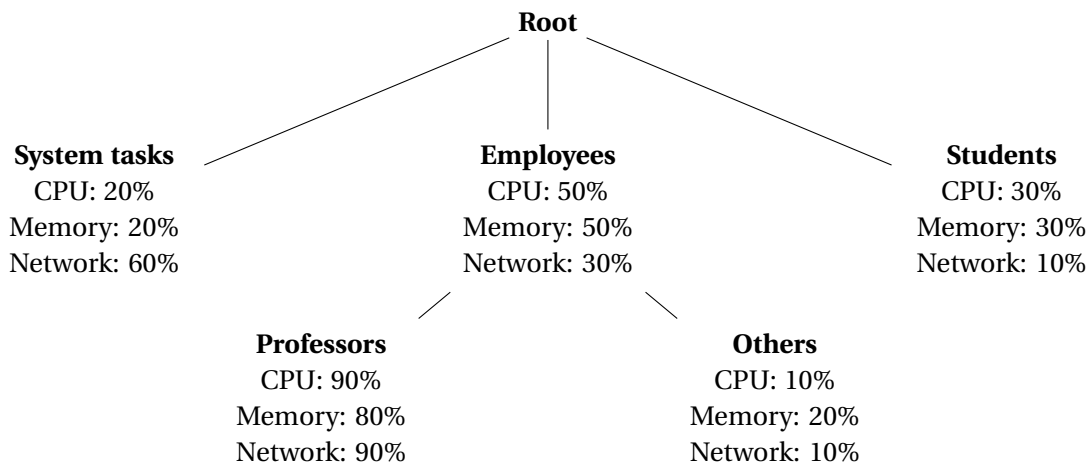 Root
System tasks
CPU: 20%
Memory: 20%
Network: 60%
Employees
CPU: 50%
Memory: 50%
Network: 30%
Students
CPU: 30%
Memory: 30%
Network: 10%
Professors
CPU: 90%
Memory: 80%
Network: 90%
Others
CPU: 10%
Memory: 20%
Network: 10%